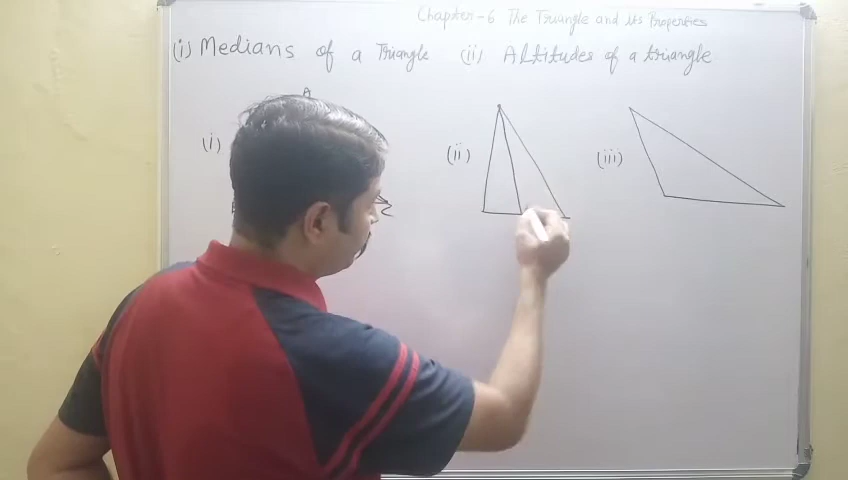 Chapter-6 The Triangle and its Properties
(i) Medians of a Triangle (ii) Altitudes of a triangle
A
(i) (ii) (iii)